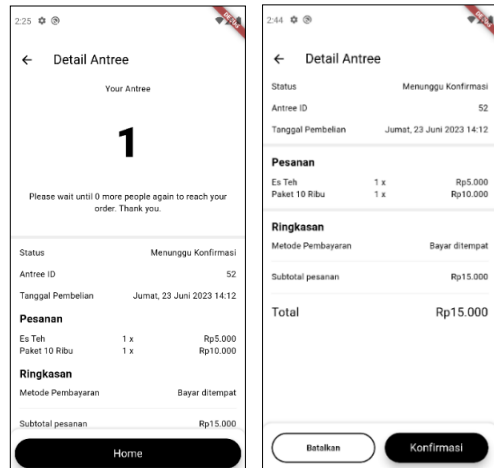 2:25
Detail Antree
Your Antree
1
Please wait until 0 more people again to reach your
order. Thank you.
Status Menunggu Konfirmasi
Antree ID 52
Tanggal Pembelian Jumat, 23 Juni 2023 14:12
Pesanan
Es Teh 1 x Rp5.000
Paket 10 Ribu 1 x Rp10.000
Ringkasan
Metode Pembayaran Bayar ditempat
Subtotal pesanan Rp15.000
Home
2:44
Detail Antree
Status Menunggu Konfirmasi
Antree ID 52
Tanggal Pembelian Jumat, 23 Juni 2023 14:12
Pesanan
Es Teh 1 x Rp5.000
Paket 10 Ribu 1 x Rp10.000
Ringkasan
Metode Pembayaran Bayar ditempat
Subtotal pesanan Rp15.000
Total Rp15.000
Batalkan Konfirmasi